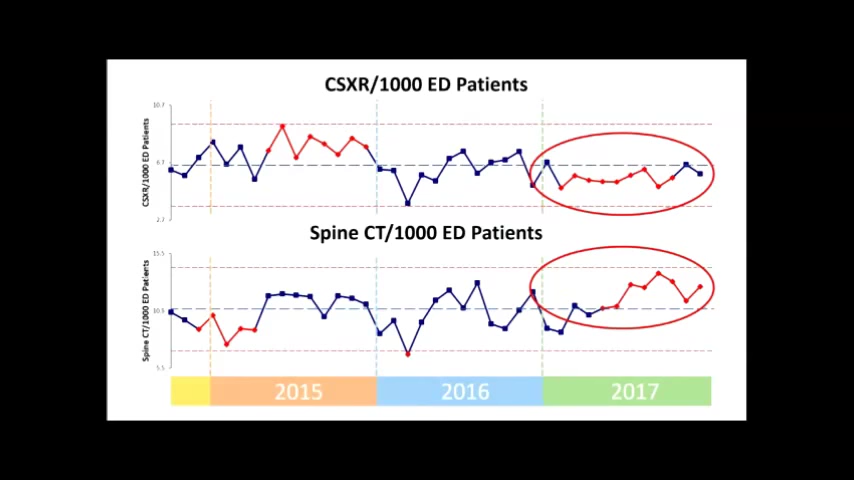 CSXR/1000 ED Patients
10.7
CSXR/1000 ED Patients
6.7
2.7
Spine CT/1000 ED Patients
15.5
Spine CT/1000 ED Patients
10.5
5.5
2015
2016
2017